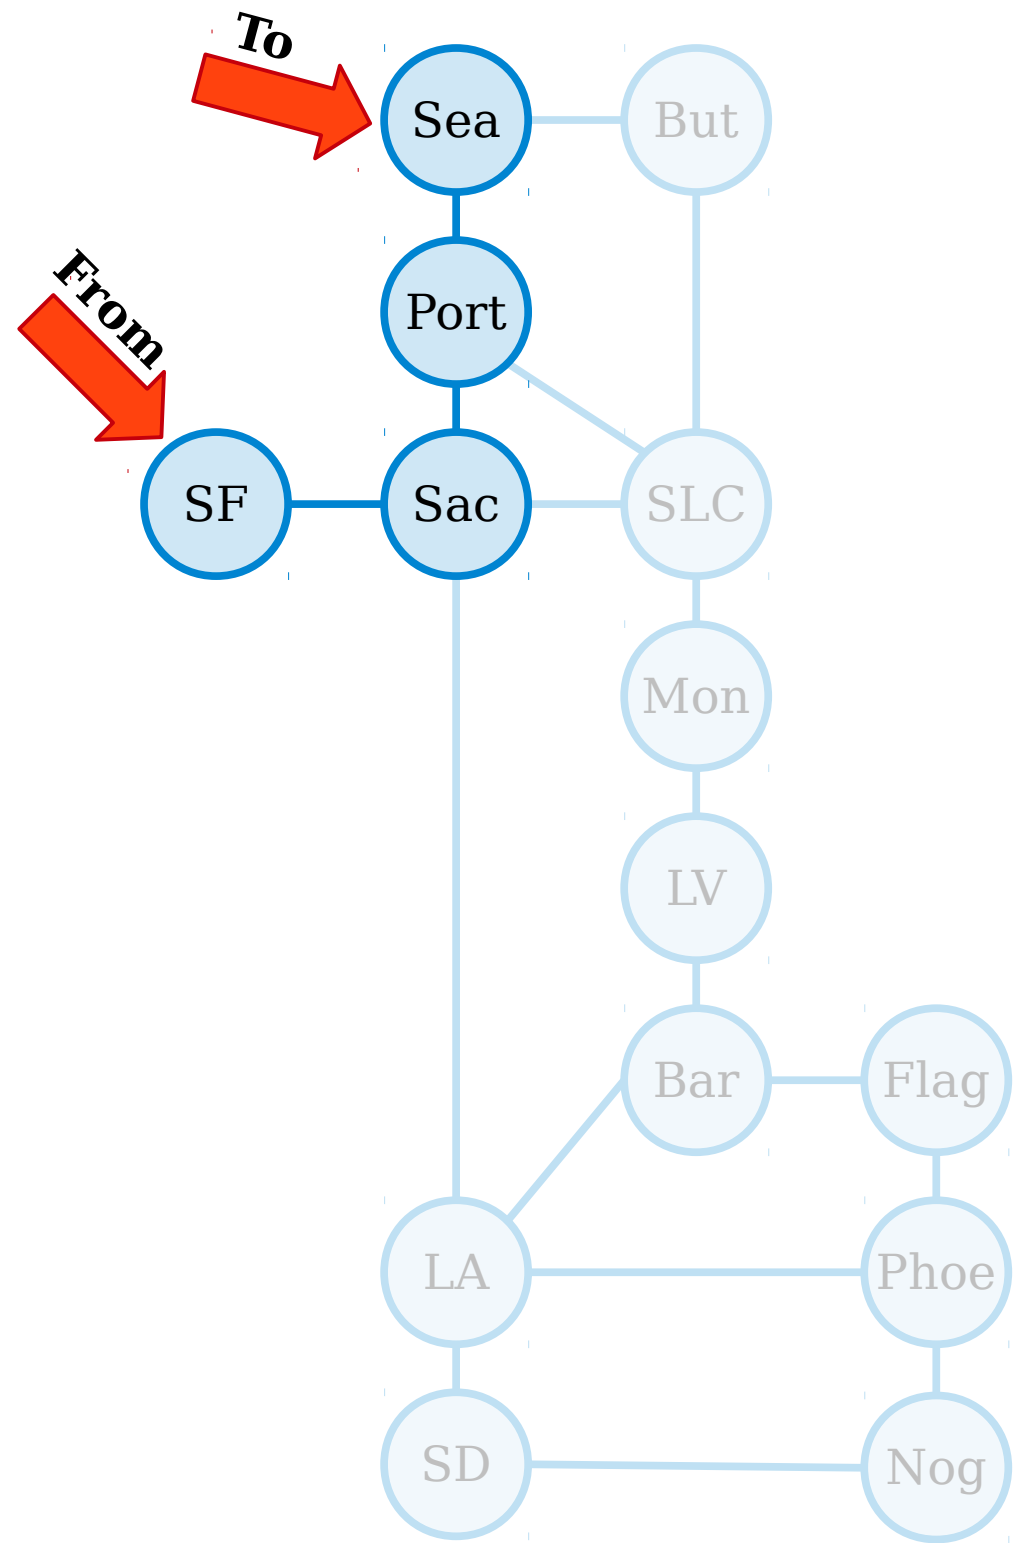 To
Sea
But
From
Port
SF
Sac
SLC
Mon
LV
Bar
Flag
LA
Phoe
SD
Nog